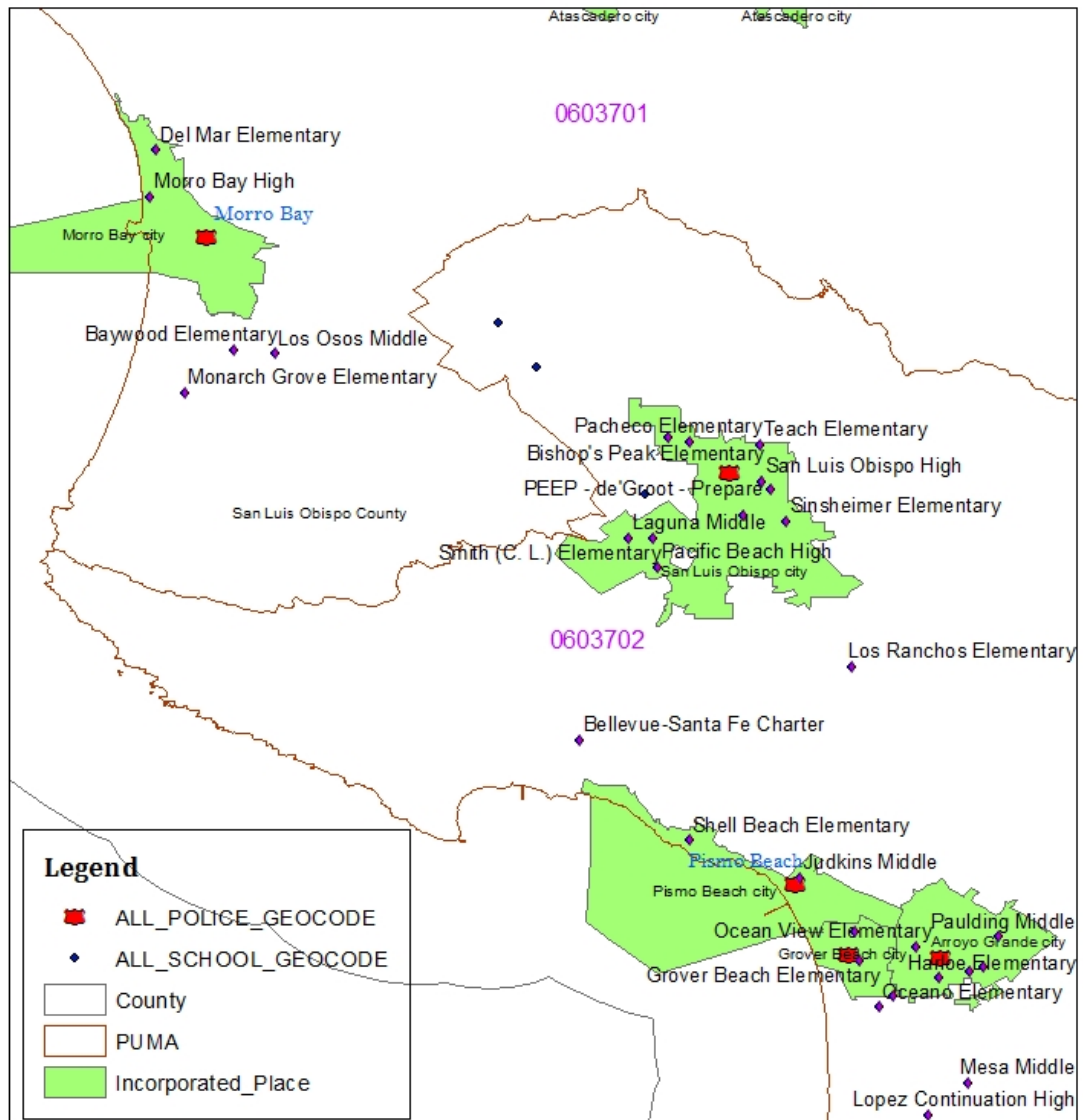 Atascadero city
Atascadero city
0603701
Del Mar Elementary
Morro Bay High
Morro Bay
Morro Bay city
Baywood Elementary
Los Osos Middle
Monarch Grove Elementary
Pacheco Elementary
Teach Elementary
Bishop's Peak Elementary
San Luis Obispo High
PEEP - de'Groot - Prepare
Sinsheimer Elementary
San Luis Obispo County
Laguna Middle
Smith (C. L.) Elementary
Pacific Beach High
San Luis Obispo city
0603702
Los Ranchos Elementary
Bellevue-Santa Fe Charter
Shell Beach Elementary
Pismo Beach
Judkins Middle
Pismo Beach city
Ocean View Elementary
Paulding Middle
Arroyo Grande city
Grover Beach city
Harloe Elementary
Grover Beach Elementary
Oceano Elementary
Mesa Middle
Lopez Continuation High
Legend
ALL_POLICE_GEOCODE
ALL_SCHOOL_GEOCODE
County
PUMA
Incorporated_Place